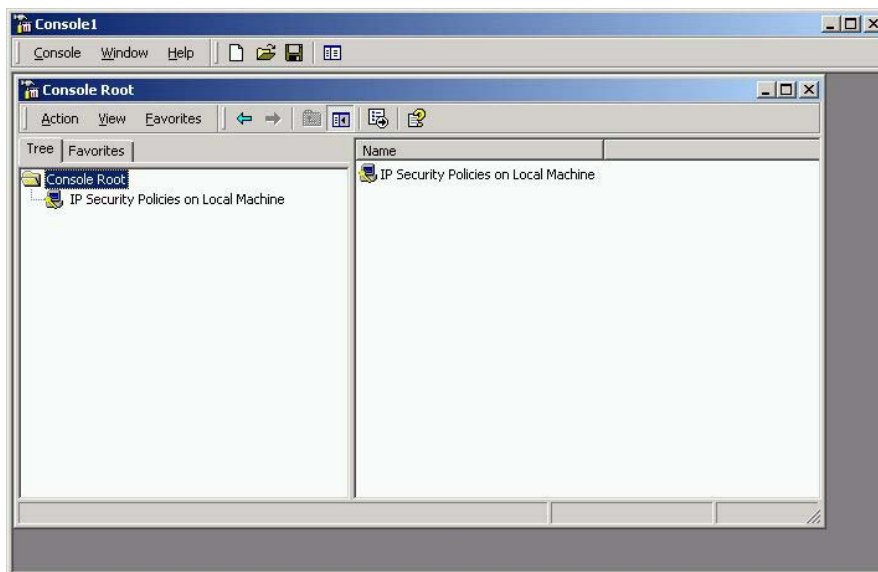 Console1
Console Window Help
Console Root
Action View Favorites
Tree Favorites
Name
Console Root
IP Security Policies on Local Machine
IP Security Policies on Local Machine